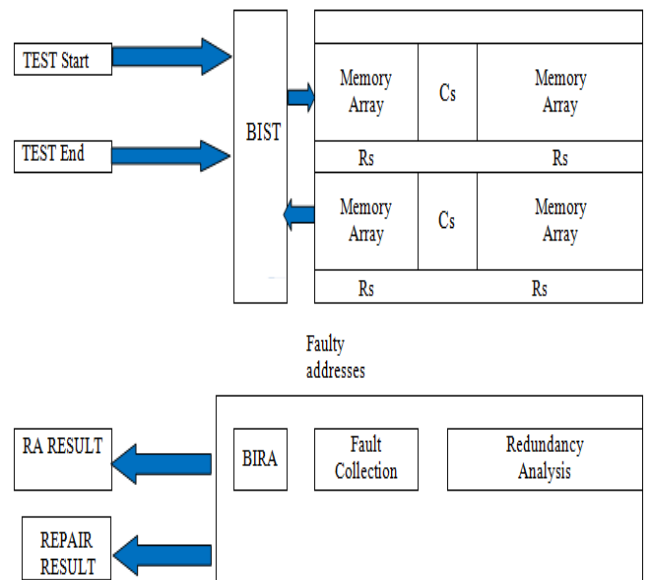 TEST Start
TEST End
BIST
Memory
Array
Cs
Memory
Array
Rs
Rs
Memory
Array
Cs
Memory
Array
Rs
Rs
Faulty
addresses
RA RESULT
REPAIR
RESULT
BIRA
Fault
Collection
Redundancy
Analysis